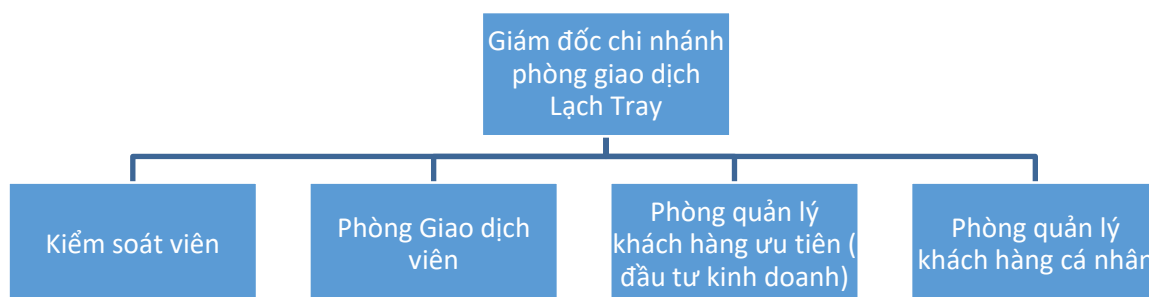 Giám đốc chi nhánh
phòng giao dịch
Lạch Tray
Kiểm soát viên
Phòng Giao dịch
viên
Phòng quản lý
khách hàng ưu tiên (
đầu tư kinh doanh)
Phòng quản lý
khách hàng cá nhân